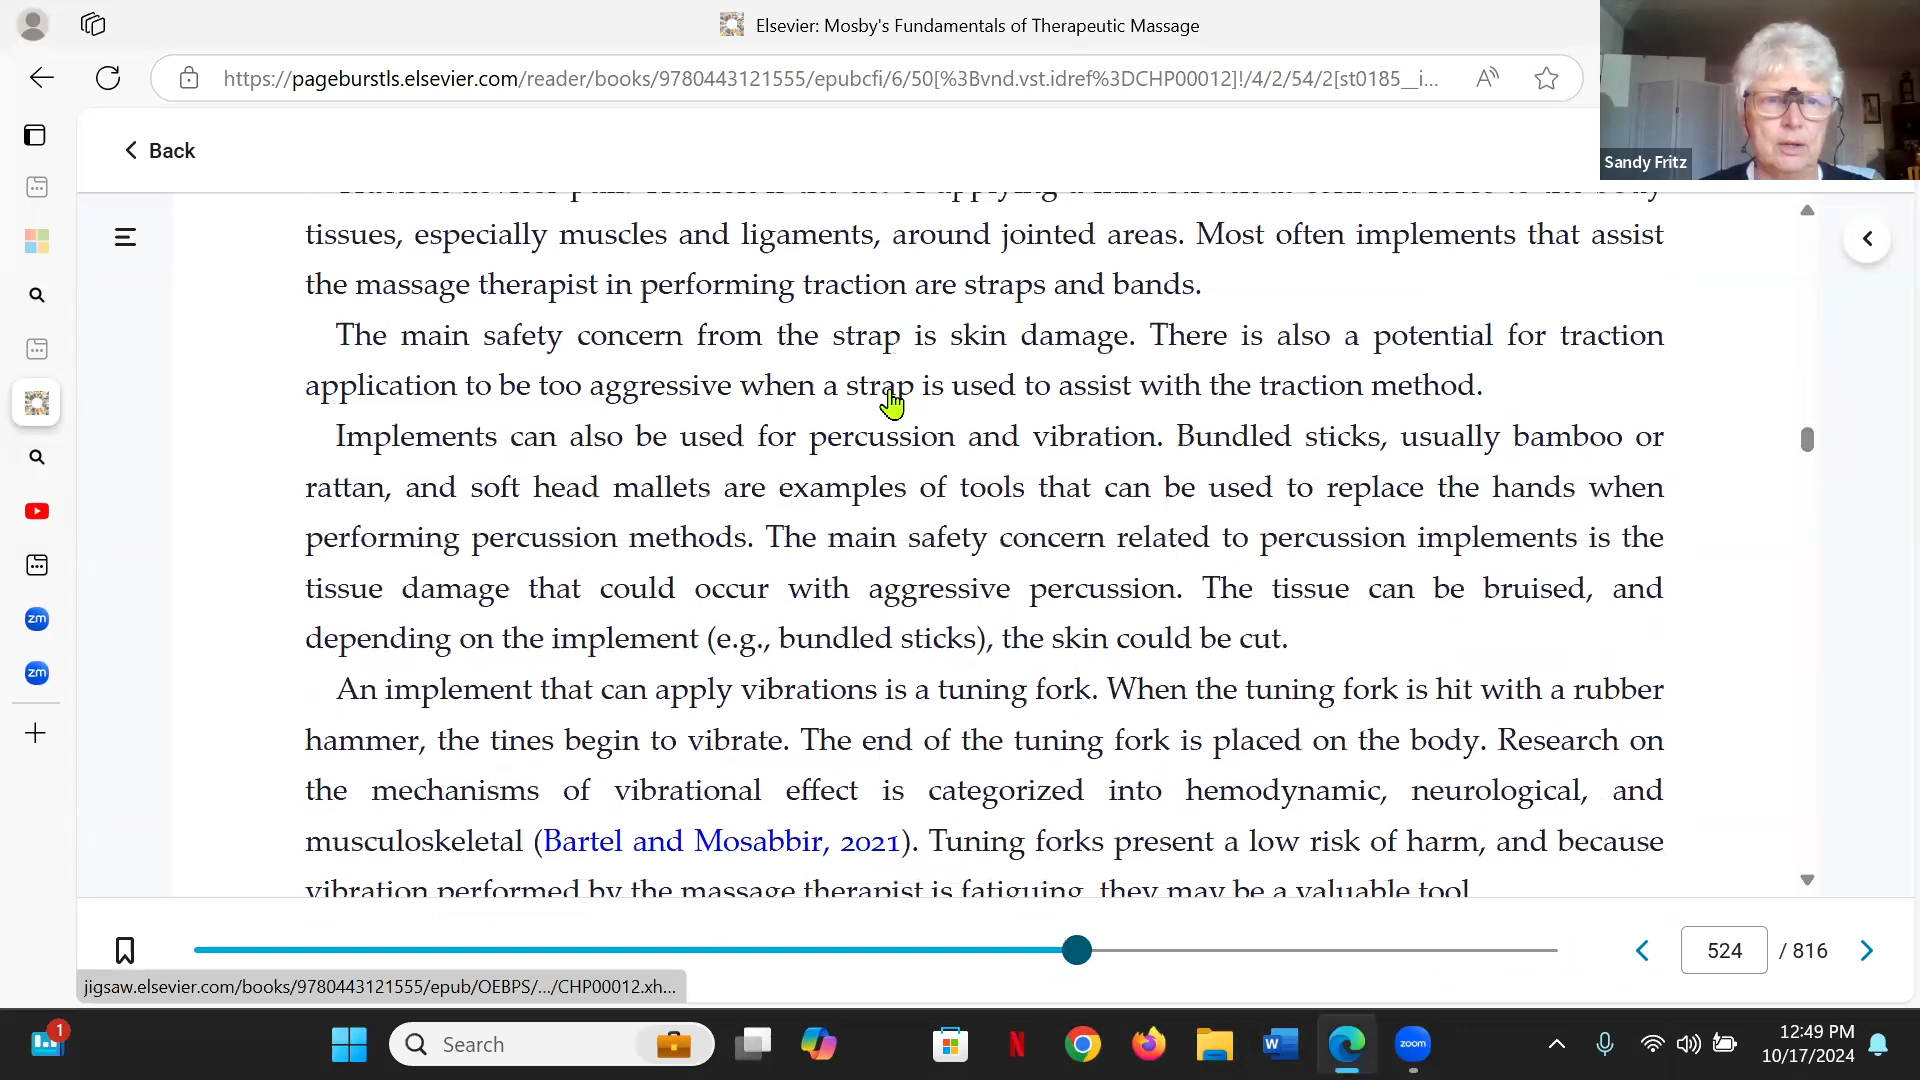 Elsevier: Mosby's Fundamentals of Therapeutic Massage
https://pageburstls.elsevier.com/reader/books/9780443121555/epubcfi/6/50[%3Bvnd.vst.idref%3DCHP00012]!/4/2/54/2[st0185__i...
Sandy Fritz
Back
tissues, especially muscles and ligaments, around jointed areas. Most often implements that assist
the massage therapist in performing traction are straps and bands.
The main safety concern from the strap is skin damage. There is also a potential for traction
application to be too aggressive when a strap is used to assist with the traction method.
Implements can also be used for percussion and vibration. Bundled sticks, usually bamboo or
rattan, and soft head mallets are examples of tools that can be used to replace the hands when
performing percussion methods. The main safety concern related to percussion implements is the
tissue damage that could occur with aggressive percussion. The tissue can be bruised, and
depending on the implement (e.g., bundled sticks), the skin could be cut.
An implement that can apply vibrations is a tuning fork. When the tuning fork is hit with a rubber
hammer, the tines begin to vibrate. The end of the tuning fork is placed on the body. Research on
the mechanisms of vibrational effect is categorized into hemodynamic, neurological, and
musculoskeletal (Bartel and Mosabbir, 2021). Tuning forks present a low risk of harm, and because
vibration performed by the massage therapist is fatiguing, they may be a valuable tool.
524 / 816
jigsaw.elsevier.com/books/9780443121555/epub/OEBPS/.../CHP00012.xh...
zm
zm
1
Search
zoom
12:49 PM
10/17/2024